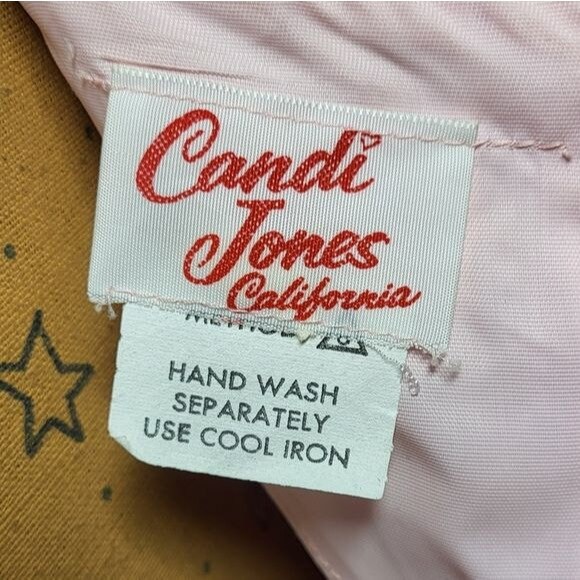 Candi
Jones
California
HAND WASH
SEPARATELY
USE COOL IRON